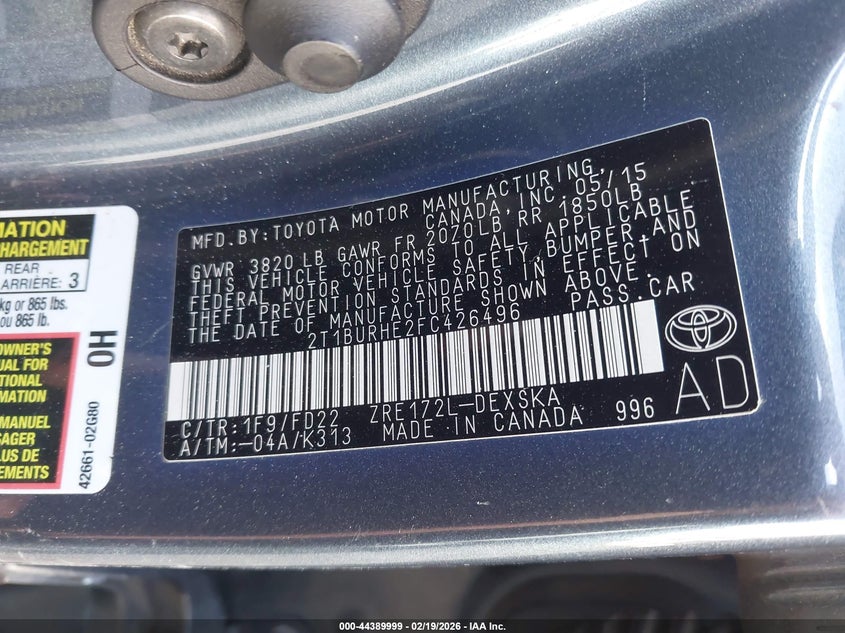 MATION
CHARGEMENT
REAR
ARRIÈRE: 3
kg or 865 lbs.
ou 865 lb.
OWNER'S
UAL FOR
TIONAL
MATION
MANUEL
SAGER
LUS DE
EMENTS
42661-02G80
0H
MFD.BY:TOYOTA MOTOR MANUFACTURING,
CANADA,INC. 05/15
GVWR 3820 LB GAWR FR 2070LB RR 1850LB
THIS VEHICLE CONFORMS TO ALL APPLICABLE
FEDERAL MOTOR VEHICLE SAFETY,BUMPER,AND
THEFT PREVENTION STANDARDS IN EFFECT ON
THE DATE OF MANUFACTURE SHOWN ABOVE.
2T1BURHE2FC426496 PASS.CAR
C/TR:1F9/FD22 ZRE172L-DEXSKA
A/TM:-04A/K313 MADE IN CANADA 996
AD
000-44389999 - 02/19/2026 - IAA Inc.